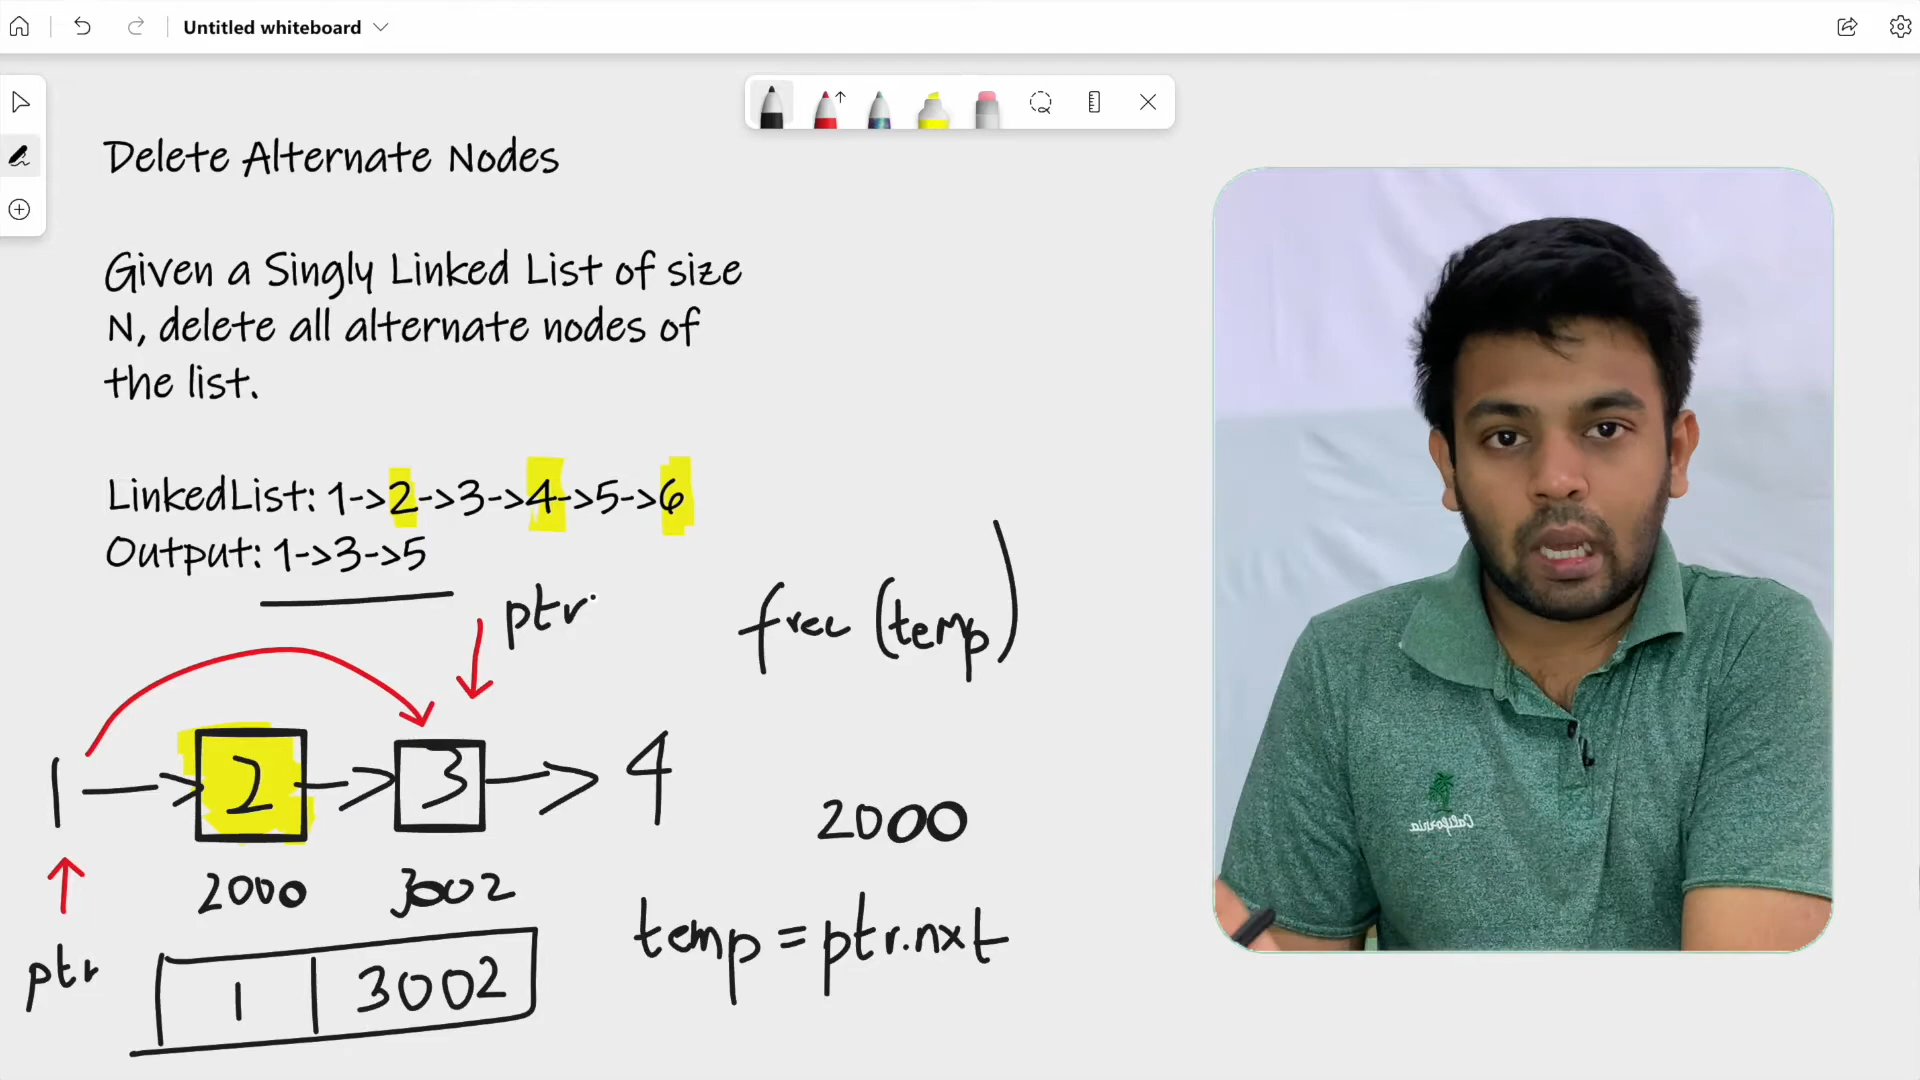 Untitled whiteboard
Delete Alternate Nodes
Given a Singly Linked List of size
N, delete all alternate nodes of
the list.
LinkedList: 1->2->3->4->5->6
Output: 1->3->5
ptr
free (temp)
1 -> 2 -> 3 -> 4
2000
2000 3002
ptr
temp = ptr.nxt
1 | 3002
California